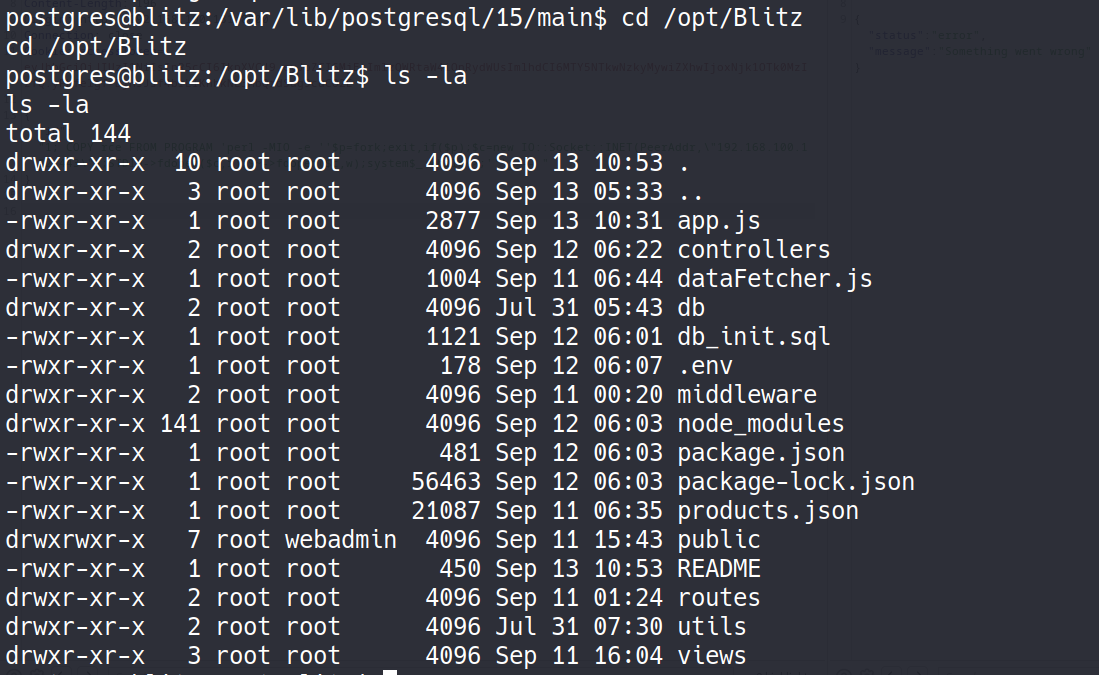 postgres@blitz:/var/lib/postgresql/15/main$ cd /opt/Blitz
cd /opt/Blitz
postgres@blitz:/opt/Blitz$ ls -la
ls -la
total 144
drwxr-xr-x  10 root root      4096 Sep 13 10:53 .
drwxr-xr-x   3 root root      4096 Sep 13 05:33 ..
-rwxr-xr-x   1 root root      2877 Sep 13 10:31 app.js
drwxr-xr-x   2 root root      4096 Sep 12 06:22 controllers
-rwxr-xr-x   1 root root      1004 Sep 11 06:44 dataFetcher.js
drwxr-xr-x   2 root root      4096 Jul 31 05:43 db
-rwxr-xr-x   1 root root      1121 Sep 12 06:01 db_init.sql
-rwxr-xr-x   1 root root       178 Sep 12 06:07 .env
drwxr-xr-x   2 root root      4096 Sep 11 00:20 middleware
drwxr-xr-x 141 root root      4096 Sep 12 06:03 node_modules
-rwxr-xr-x   1 root root       481 Sep 12 06:03 package.json
-rwxr-xr-x   1 root root     56463 Sep 12 06:03 package-lock.json
-rwxr-xr-x   1 root root     21087 Sep 11 06:35 products.json
drwxrwxr-x   7 root webadmin  4096 Sep 11 15:43 public
-rwxr-xr-x   1 root root       450 Sep 13 10:53 README
drwxr-xr-x   2 root root      4096 Sep 11 01:24 routes
drwxr-xr-x   2 root root      4096 Jul 31 07:30 utils
drwxr-xr-x   3 root root      4096 Sep 11 16:04 views